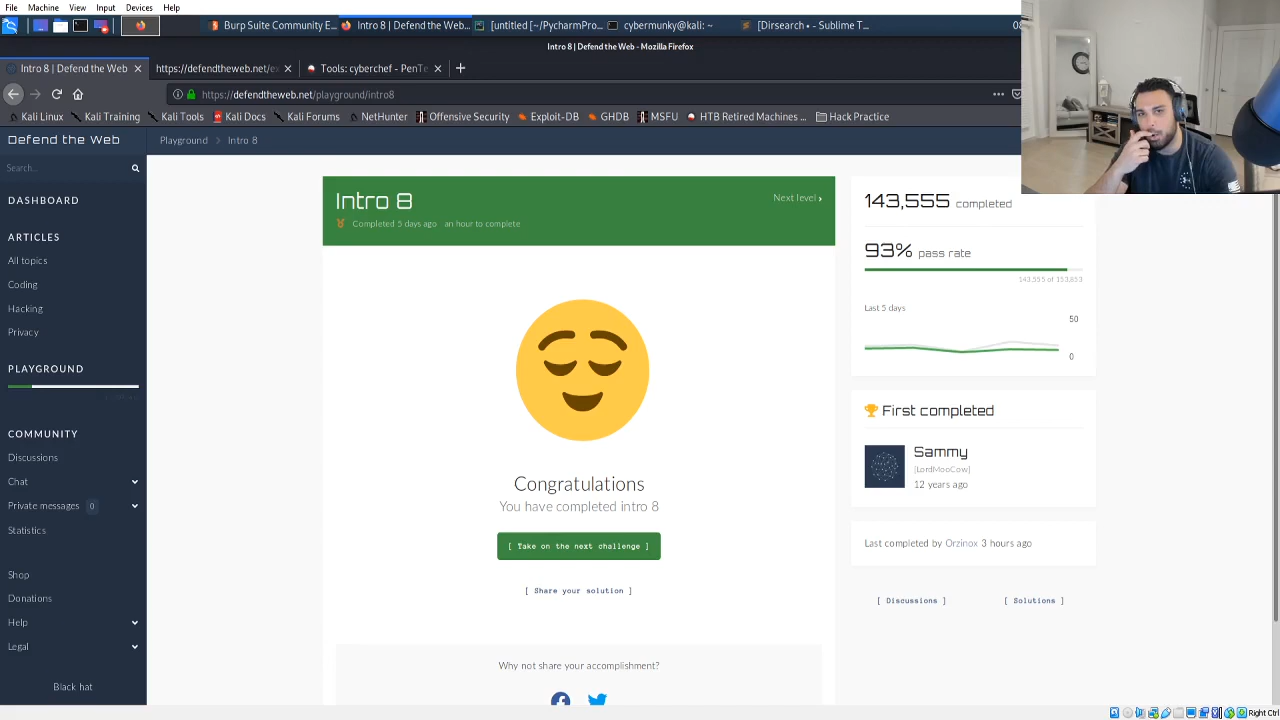 File Machine View Input Devices Help
Burp Suite Community E... Intro 8 | Defend the Web... [untitled [~/PycharmPro... cybermunky@kali: ~ [Dirsearch • - Sublime T... 08
Intro 8 | Defend the Web - Mozilla Firefox
Intro 8 | Defend the Web https://defendtheweb.net/ex Tools: cyberchef - PenTe
https://defendtheweb.net/playground/intro8
Kali Linux Kali Training Kali Tools Kali Docs Kali Forums NetHunter Offensive Security Exploit-DB GHDB MSFU HTB Retired Machines ... Hack Practice
Defend the Web
Playground > Intro 8
Search...
DASHBOARD
ARTICLES
All topics
Coding
Hacking
Privacy
PLAYGROUND
COMMUNITY
Discussions
Chat
Private messages 0
Statistics
Shop
Donations
Help
Legal
Black hat
Intro 8
Next level ›
Completed 5 days ago an hour to complete
Congratulations
You have completed intro 8
[ Take on the next challenge ]
[ Share your solution ]
Why not share your accomplishment?
143,555 completed
93% pass rate
143,555 of 153,853
Last 5 days
50
0
First completed
Sammy
[LordMooCow]
12 years ago
Last completed by Orzinox 3 hours ago
[ Discussions ] [ Solutions ]
Right Ctrl